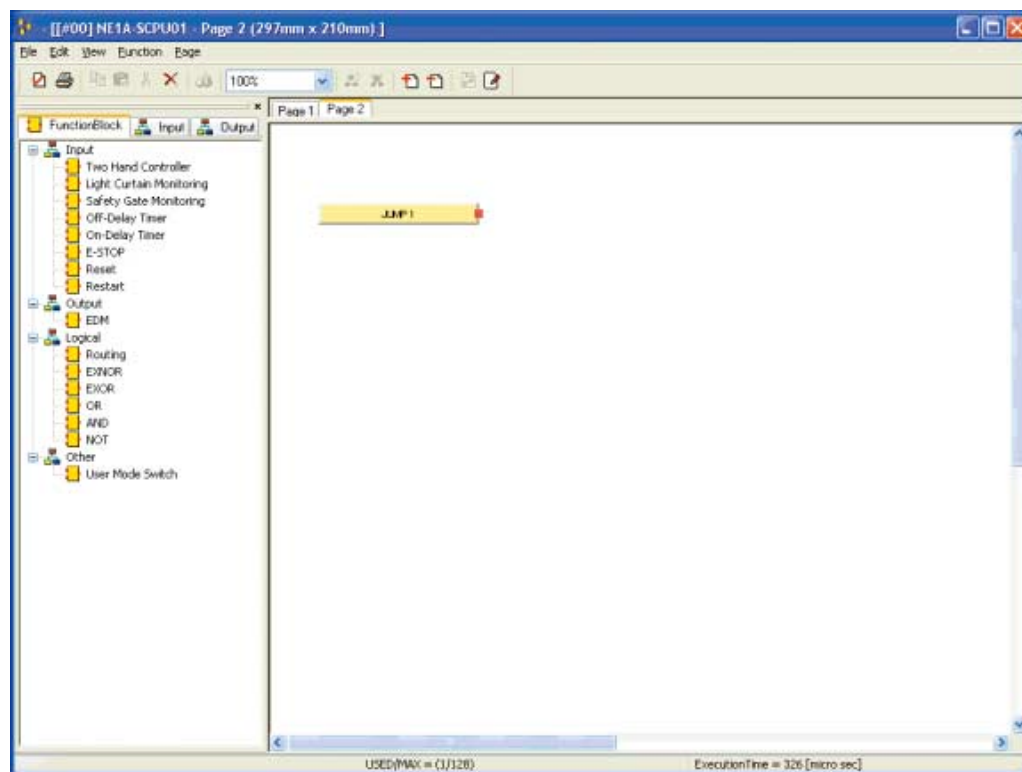 [[#00] NE1A-SCPU01 - Page 2 (297mm x 210mm) ]
File Edit View Function Page
100%
Page 1 Page 2
FunctionBlock Input Output
Input
Two Hand Controller
Light Curtain Monitoring
Safety Gate Monitoring
Off-Delay Timer
On-Delay Timer
E-STOP
Reset
Restart
Output
EDM
Logical
Routing
EXNOR
EXOR
OR
AND
NOT
Other
User Mode Switch
JUMP 1
USED/MAX = (1/128)
ExecutionTime = 326 [micro sec]